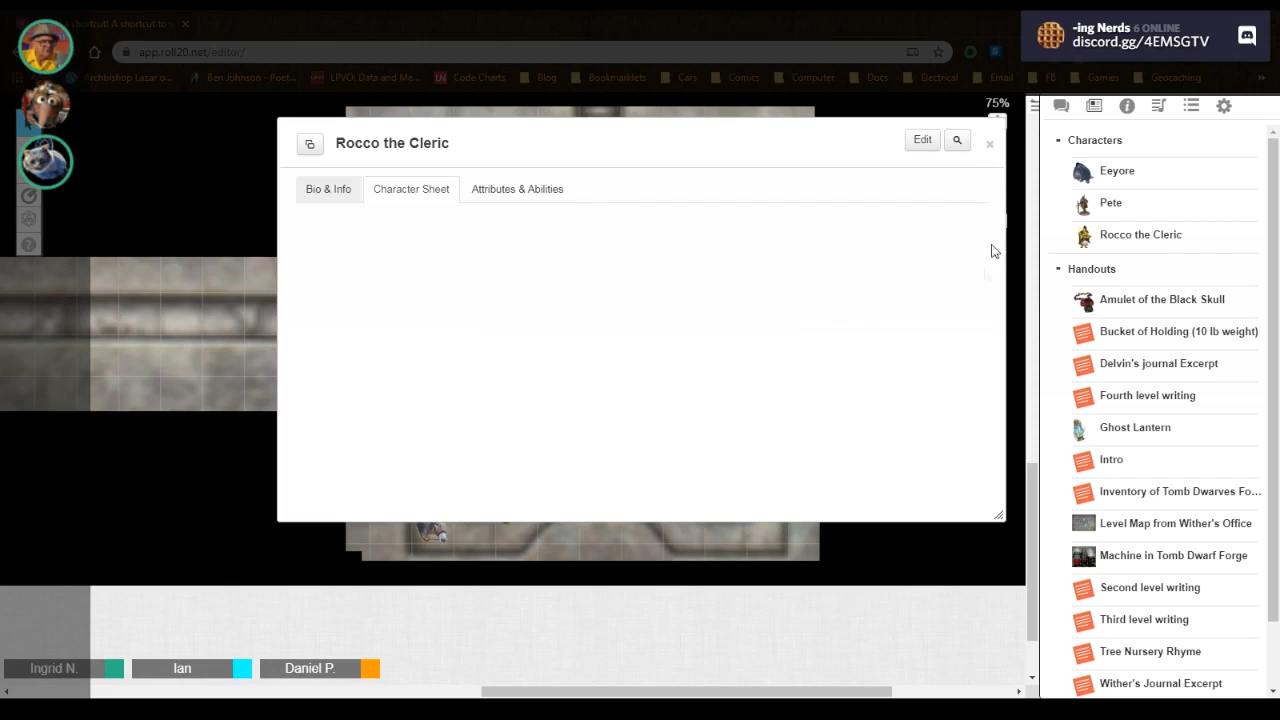 shortcut! A shortcut to
app.roll20.net/editor/
Archbishop Lazar o...
Ben Johnson - Poet...
LPVO: Data and Me...
Code Charts
Blog
Bookmarklets
Cars
Comics
Computer
Docs
Electrical
Email
FB
Games
Geocaching
-ing Nerds 6 ONLINE
discord.gg/4EMSGTV
75%
Rocco the Cleric
Edit
Bio & Info
Character Sheet
Attributes & Abilities
Characters
Eeyore
Pete
Rocco the Cleric
Handouts
Amulet of the Black Skull
Bucket of Holding (10 lb weight)
Delvin's journal Excerpt
Fourth level writing
Ghost Lantern
Intro
Inventory of Tomb Dwarves Fo...
Level Map from Wither's Office
Machine in Tomb Dwarf Forge
Second level writing
Third level writing
Tree Nursery Rhyme
Wither's Journal Excerpt
Ingrid N.
Ian
Daniel P.